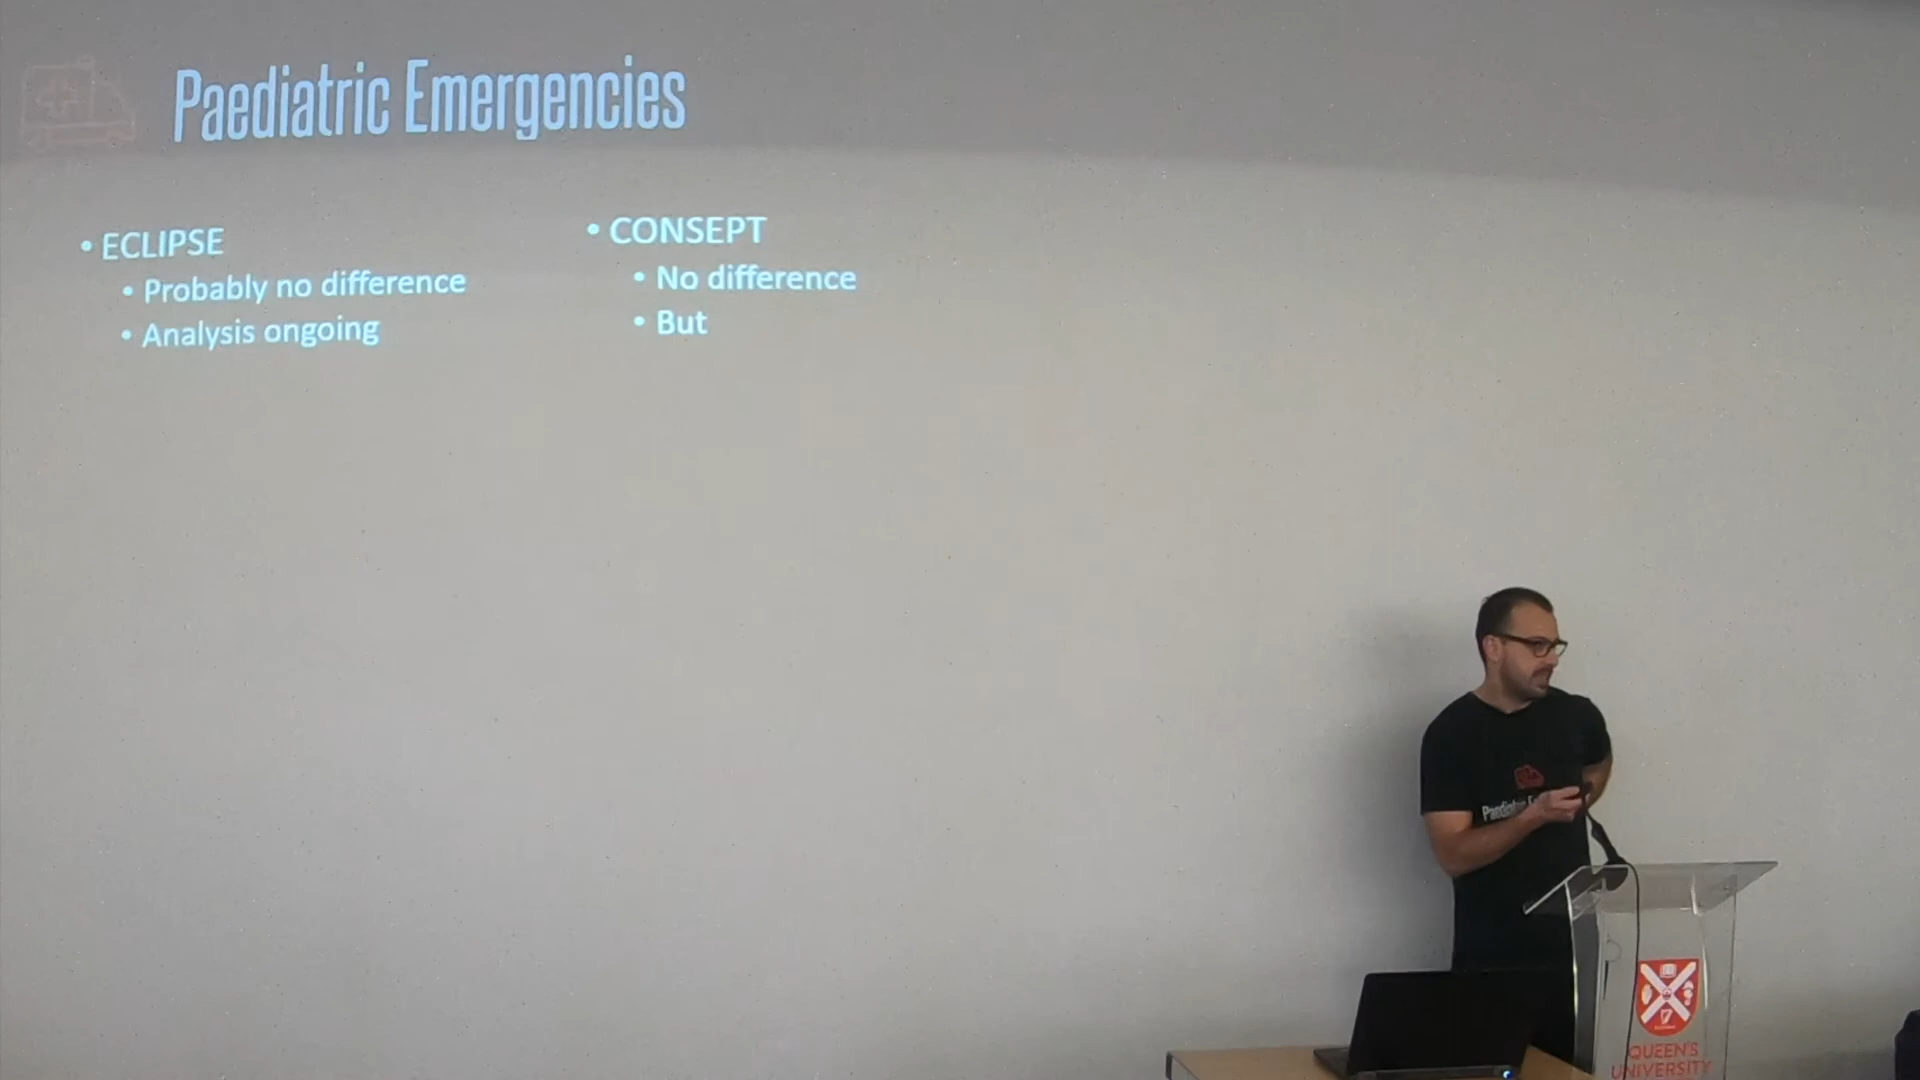 Paediatric Emergencies
• ECLIPSE
• Probably no difference
• Analysis ongoing
• CONSEPT
• No difference
• But
QUEEN'S
UNIVERSITY